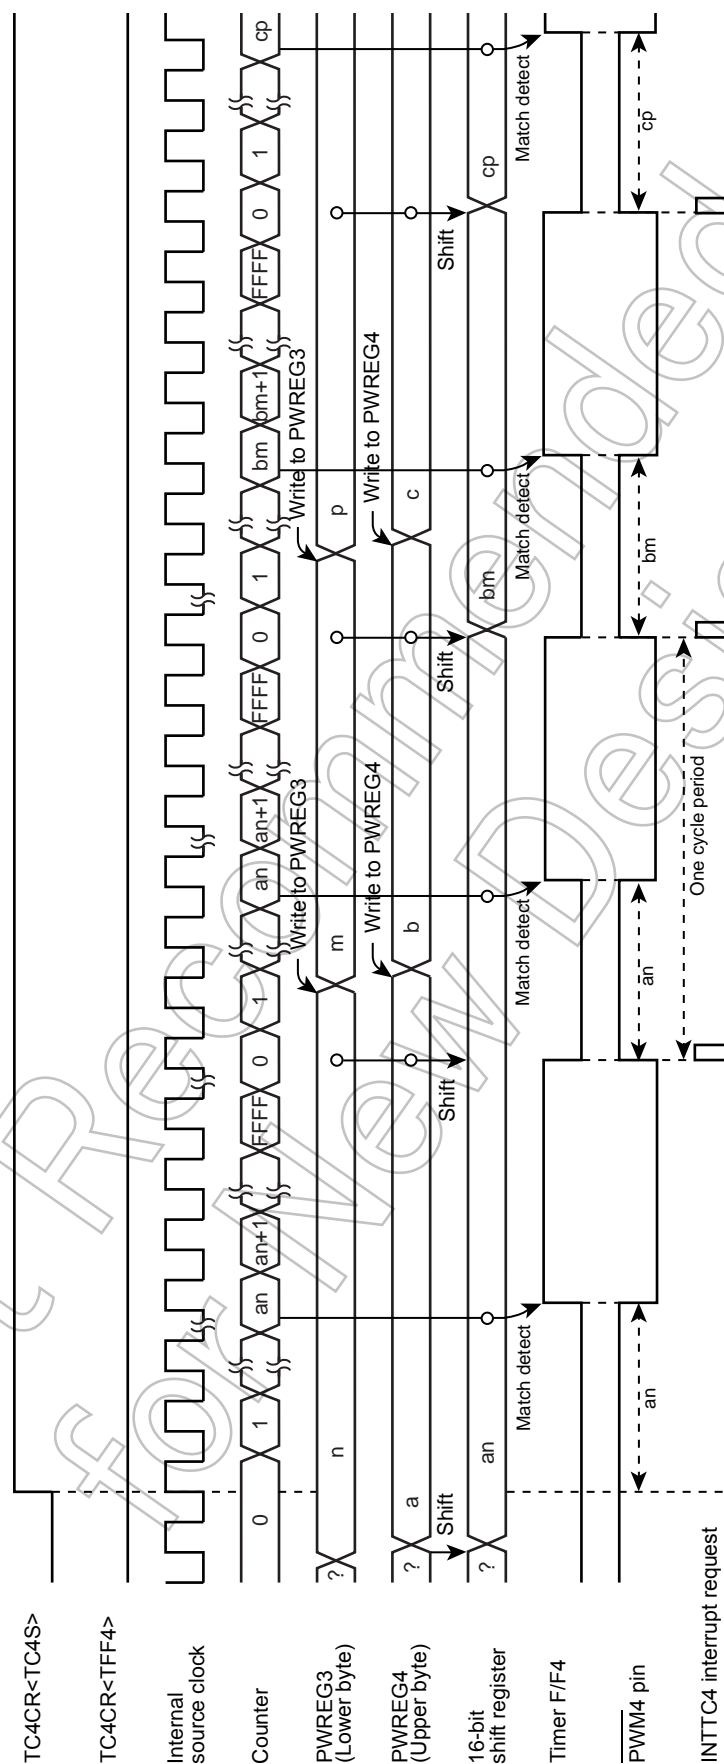 TC4CR<TC4S>
TC4CR<TFF4>
Internal
source clock
Counter
0
1
an
an+1
FFFF
0
1
an
an+1
FFFF
0
1
bm
bm+1
FFFF
0
1
cp
PWREG3
(Lower byte)
?
n
Write to PWREG3
m
Write to PWREG3
p
PWREG4
(Upper byte)
?
a
Write to PWREG4
b
Write to PWREG4
c
Shift
Shift
Shift
Shift
16-bit
shift register
?
an
bm
cp
Match detect
Match detect
Match detect
Match detect
Timer F/F4
PWM4 pin
an
an
bm
cp
One cycle period
INTTC4 interrupt request
t Recommended
for New Desi